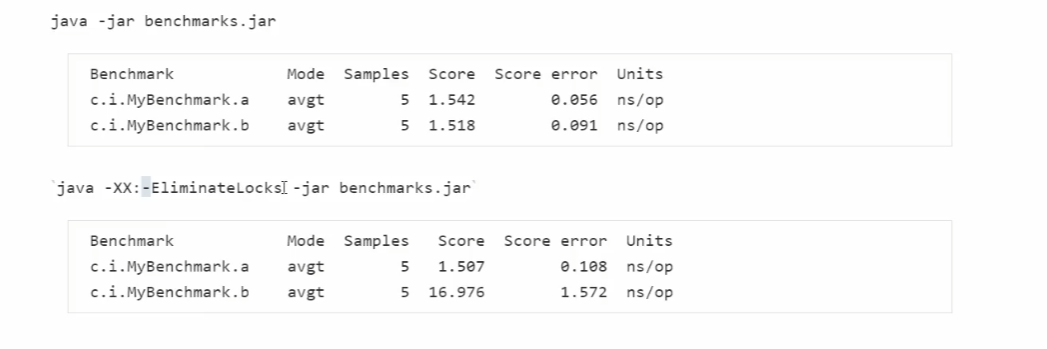 java -jar benchmarks.jar
Benchmark Mode Samples Score Score error Units
c.i.MyBenchmark.a avgt 5 1.542 0.056 ns/op
c.i.MyBenchmark.b avgt 5 1.518 0.091 ns/op
`java -XX:-EliminateLocks -jar benchmarks.jar`
Benchmark Mode Samples Score Score error Units
c.i.MyBenchmark.a avgt 5 1.507 0.108 ns/op
c.i.MyBenchmark.b avgt 5 16.976 1.572 ns/op